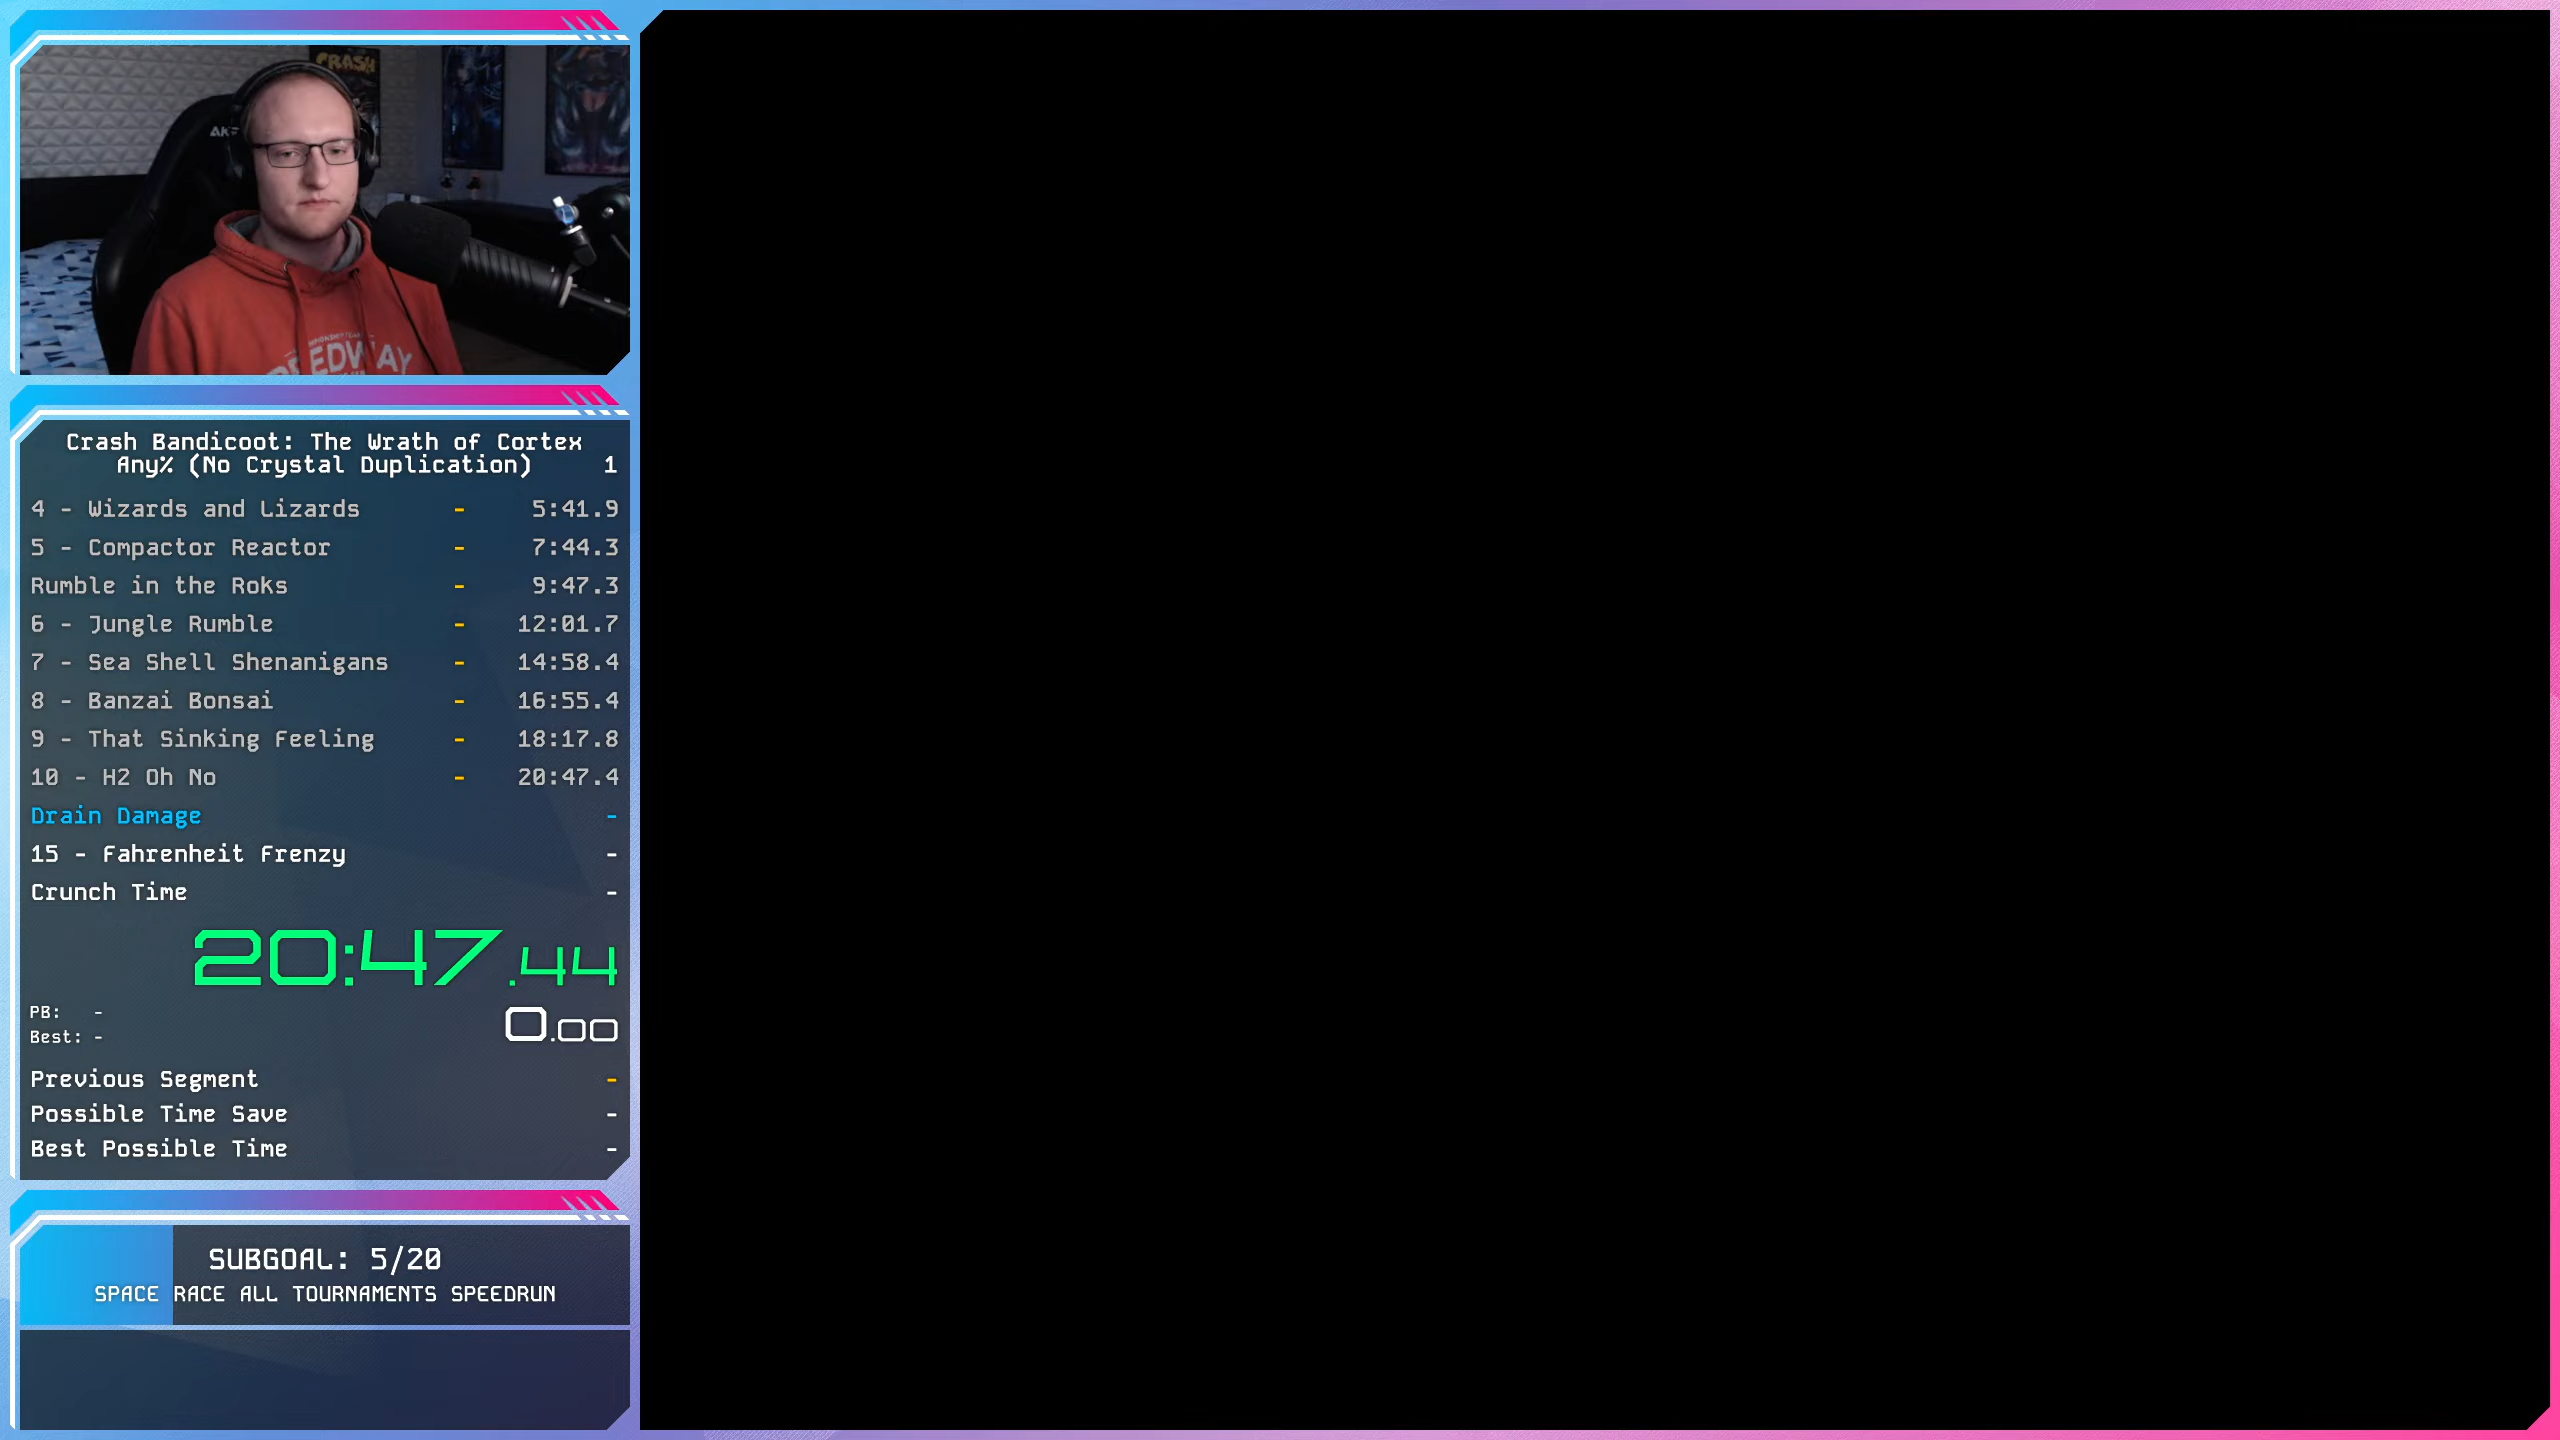 CRASH
AK
EDWAY
Crash Bandicoot: The Wrath of Cortex
Any% (No Crystal Duplication) 1
4 - Wizards and Lizards - 5:41.9
5 - Compactor Reactor - 7:44.3
Rumble in the Roks - 9:47.3
6 - Jungle Rumble - 12:01.7
7 - Sea Shell Shenanigans - 14:58.4
8 - Banzai Bonsai - 16:55.4
9 - That Sinking Feeling - 18:17.8
10 - H2 Oh No - 20:47.4
Drain Damage -
15 - Fahrenheit Frenzy -
Crunch Time -
20:47.44
PB: -
0.00
Best: -
Previous Segment -
Possible Time Save -
Best Possible Time -
SUBGOAL: 5/20
SPACE RACE ALL TOURNAMENTS SPEEDRUN